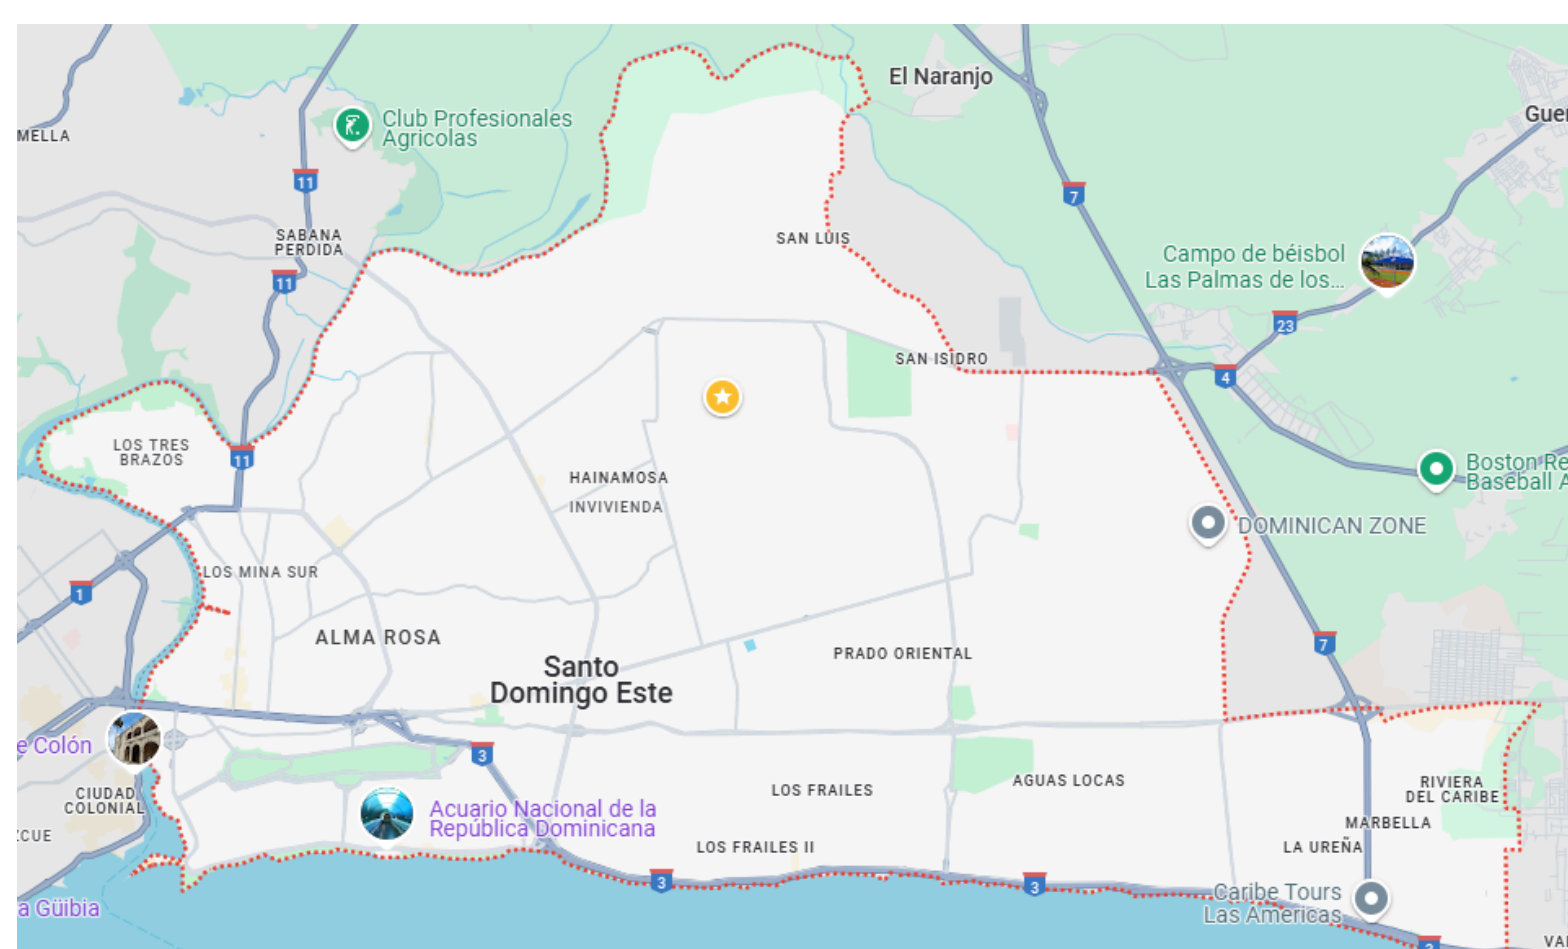 El Naranjo
Guer
Club Profesionales
Agricolas
MELLA
11
7
SABANA
PERDIDA
SAN LUIS
Campo de béisbol
Las Palmas de los...
11
23
SAN ISIDRO
4
LOS TRES
BRAZOS
11
HAINAMOSA
INVIVIENDA
Boston Re
Baseball A
DOMINICAN ZONE
LOS MINA SUR
1
ALMA ROSA
Santo
Domingo Este
PRADO ORIENTAL
7
e Colón
3
CIUDAD
COLONIAL
Acuario Nacional de la
República Dominicana
LOS FRAILES
AGUAS LOCAS
RIVIERA
DEL CARIBE
MARBELLA
ZCUE
LOS FRAILES II
LA UREÑA
3
3
Caribe Tours
Las Americas
a Güibia
3
VA